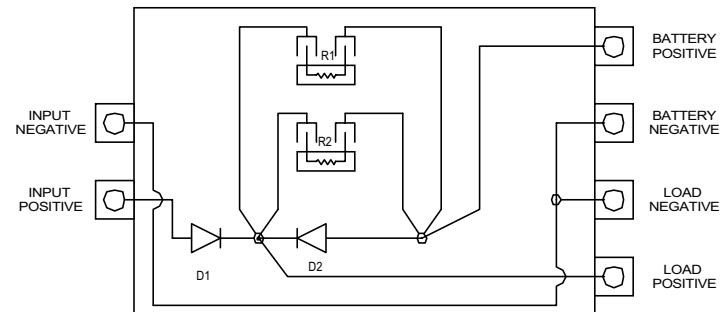 R1
BATTERY
POSITIVE
INPUT
NEGATIVE
R2
BATTERY
NEGATIVE
INPUT
POSITIVE
LOAD
NEGATIVE
D1
D2
LOAD
POSITIVE